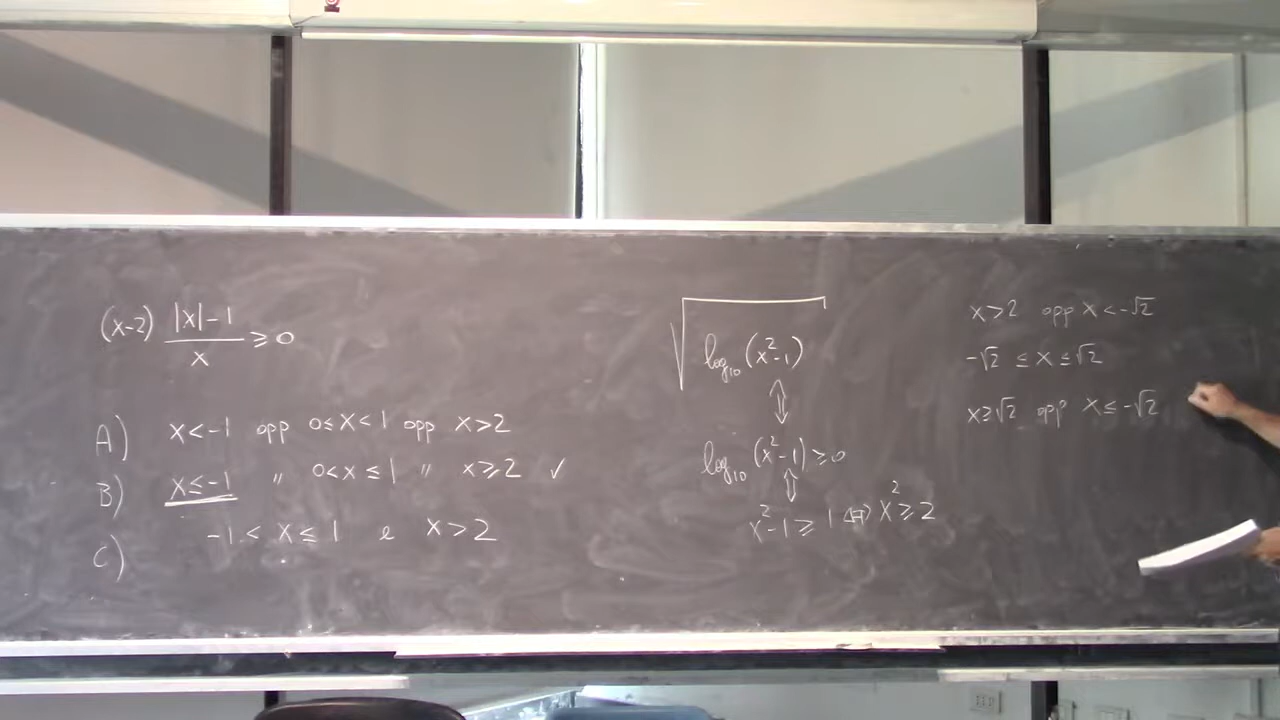 (x-2) |x|-1 / x ≥ 0
A) x<-1 opp 0≤x<1 opp x>2
B) x≤-1 " 0<x≤1 " x≥2 ✓
C) -1<x≤1 e x>2
√log₁₀(x²-1)
⇕
log₁₀(x²-1)≥0
⇕
x²-1≥1⇔x²≥2
x>2 opp x<-√2
-√2≤x≤√2
x≥√2 opp x≤-√2